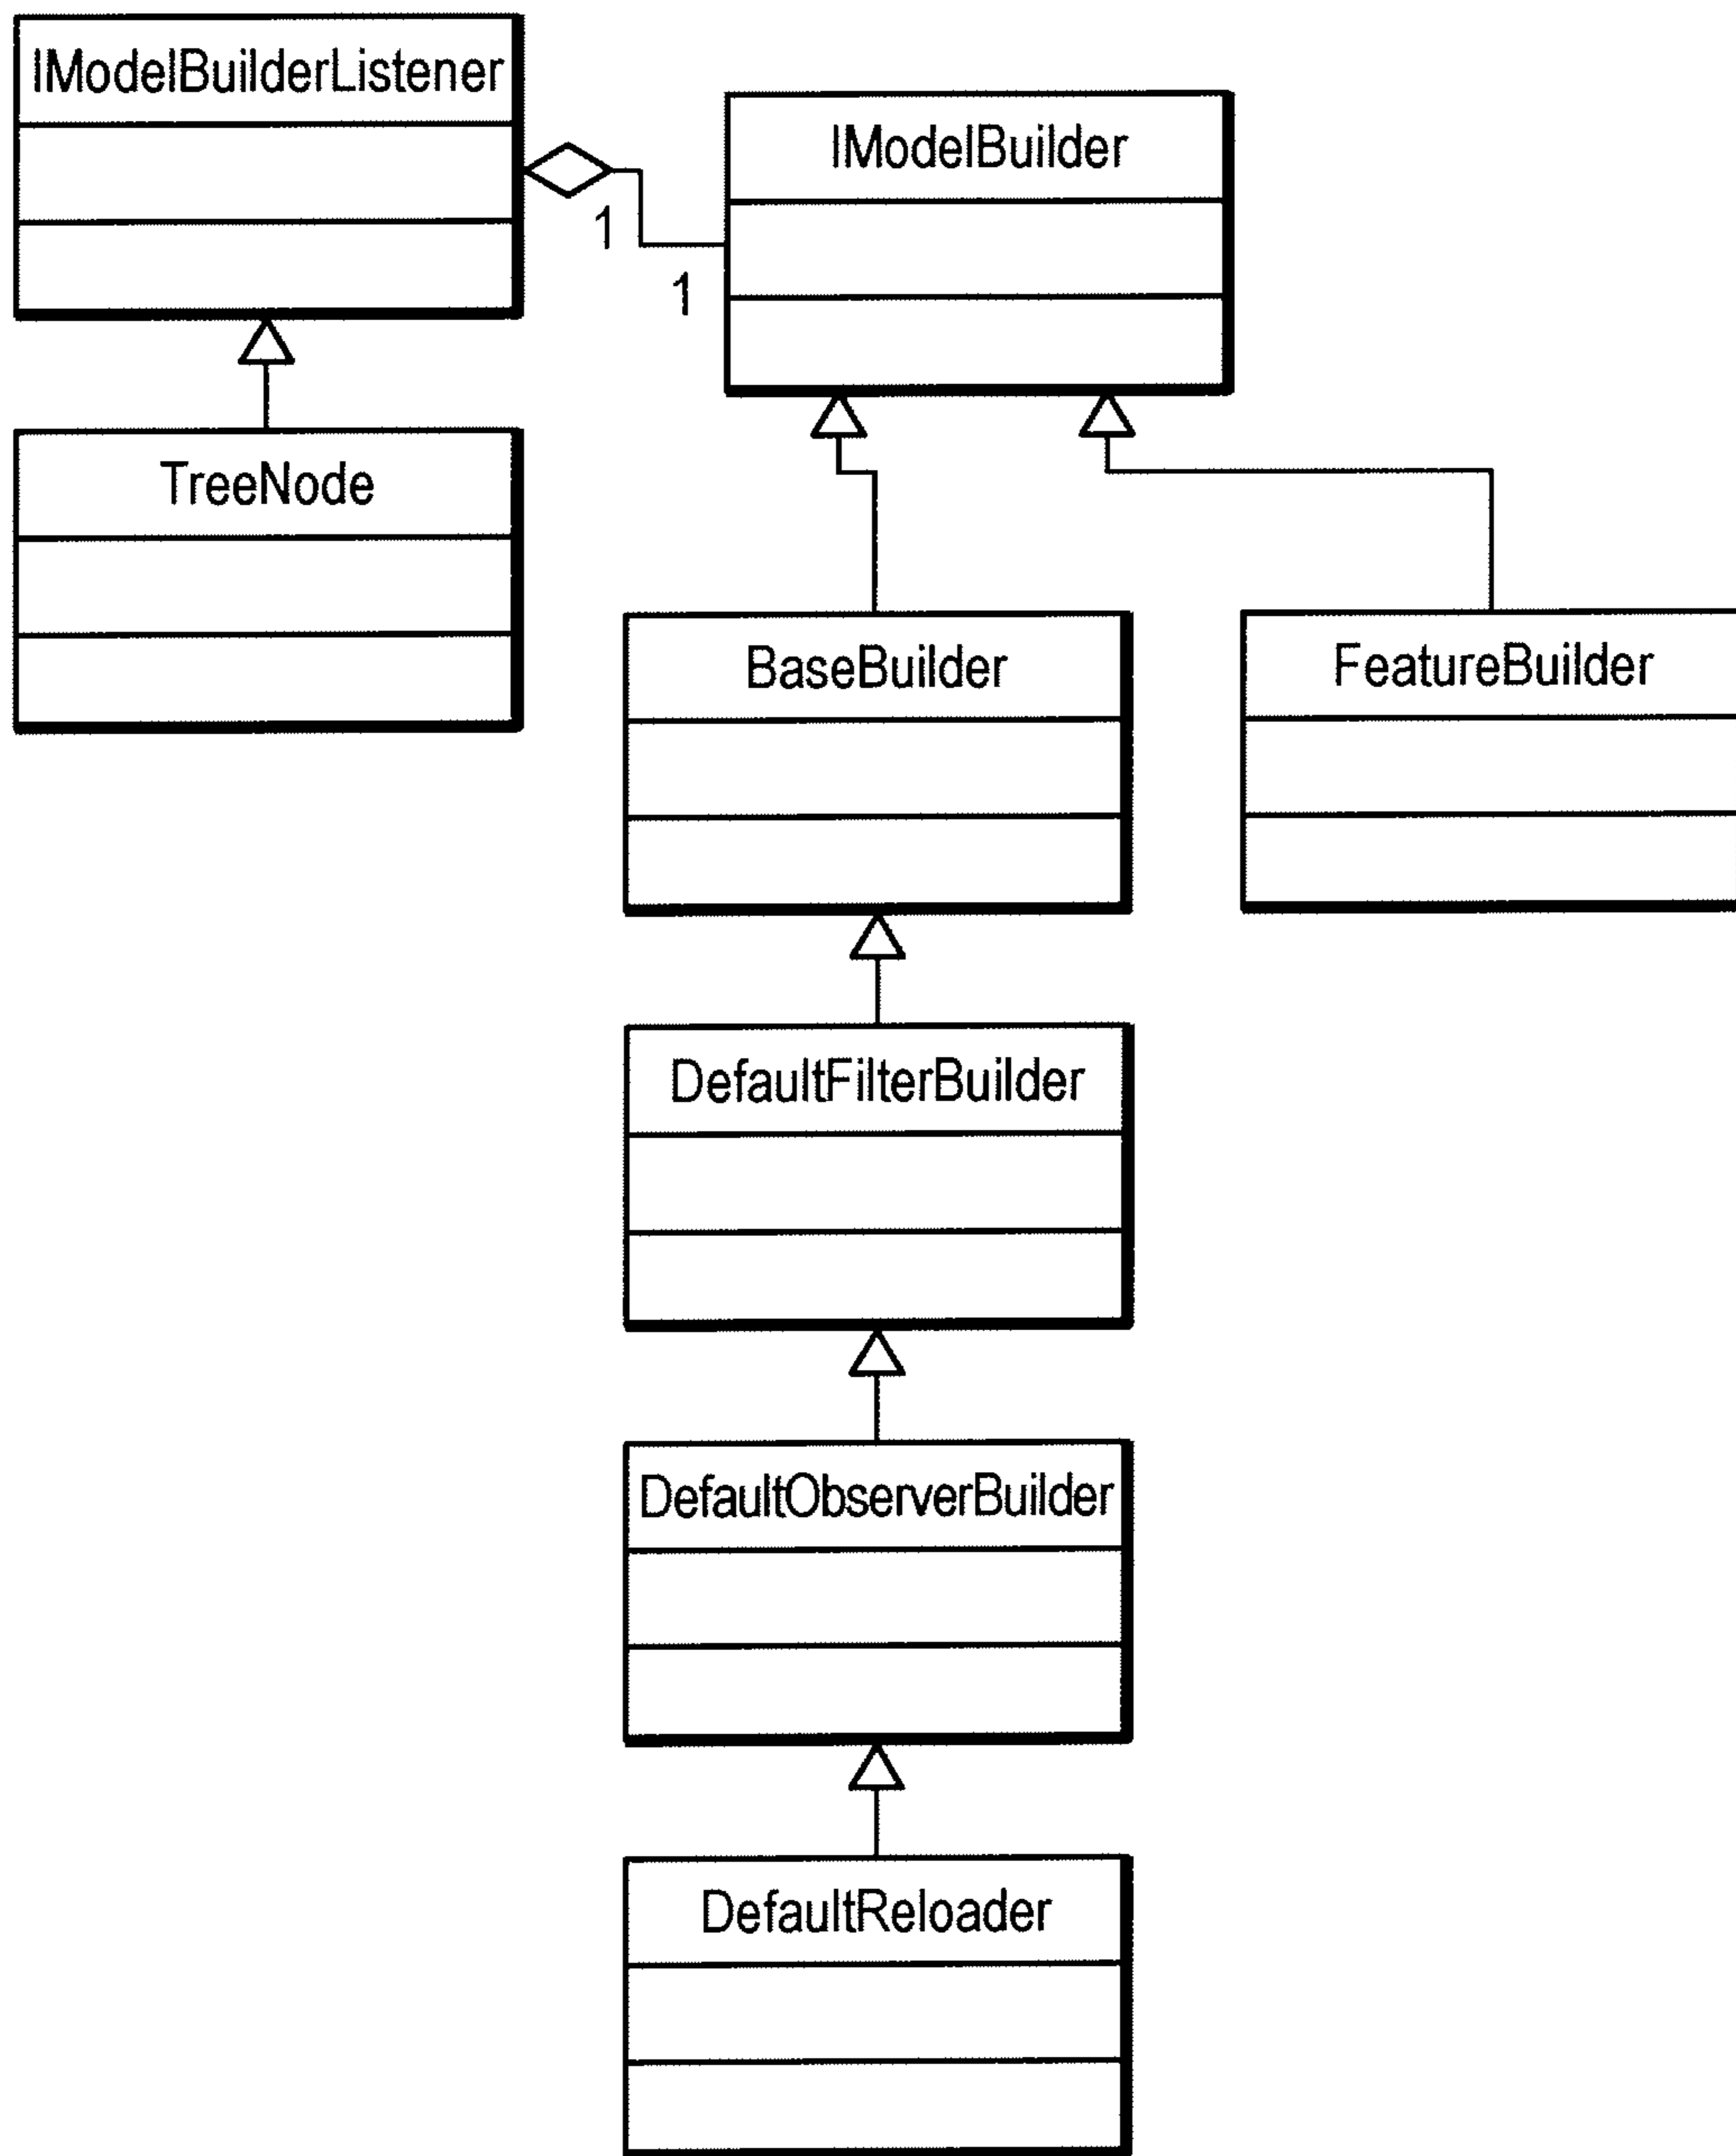 IModelBuilderListener
IModelBuilder
1
1
TreeNode
BaseBuilder
FeatureBuilder
DefaultFilterBuilder
DefaultObserverBuilder
DefaultReloader